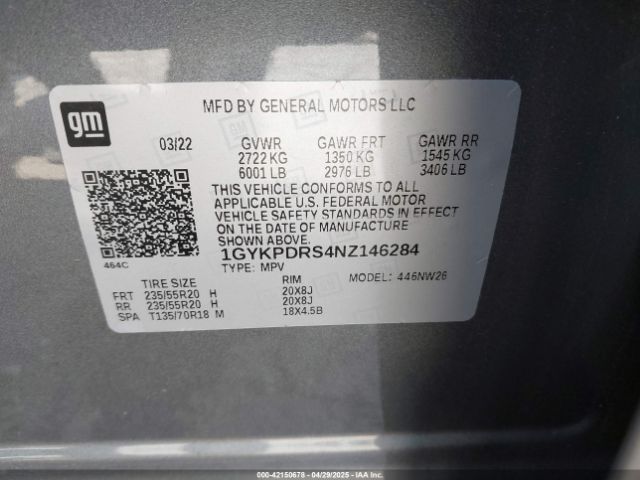 gm
MFD BY GENERAL MOTORS LLC
03/22 GVWR GAWR FRT GAWR RR
2722 KG 1350 KG 1545 KG
6001 LB 2976 LB 3406 LB
THIS VEHICLE CONFORMS TO ALL
APPLICABLE U.S. FEDERAL MOTOR
VEHICLE SAFETY STANDARDS IN EFFECT
ON THE DATE OF MANUFACTURE
SHOWN ABOVE.
464C
1GYKPDRS4NZ146284
TYPE: MPV
MODEL: 446NW26
TIRE SIZE RIM
FRT 235/55R20 H 20X8J
RR 235/55R20 H 20X8J
SPA T135/70R18 M 18X4.5B
000-42150678 04/29/2025 IAAI.COM